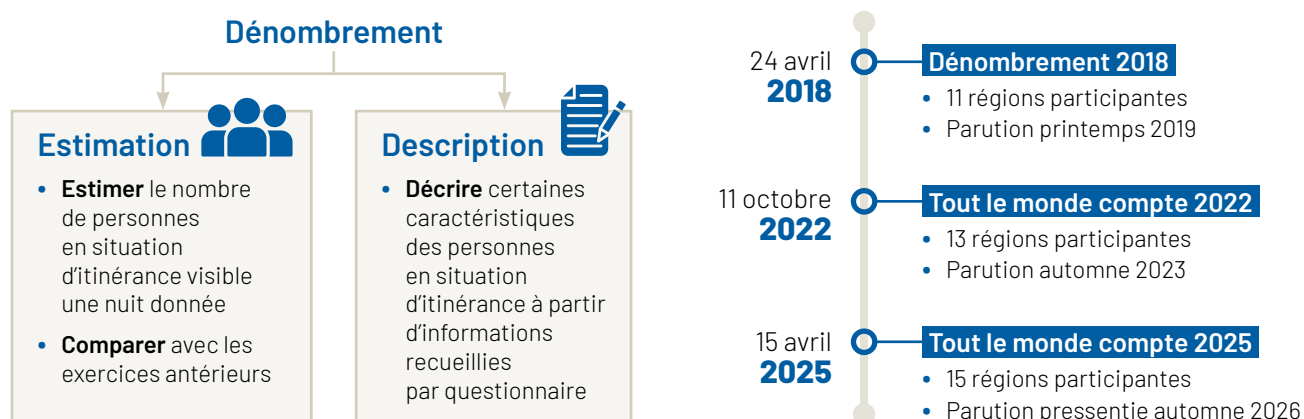 Dénombrement
Estimation
• Estimer le nombre
de personnes
en situation
d'itinérance visible
une nuit donnée
• Comparer avec les
exercices antérieurs
Description
• Décrire certaines
caractéristiques
des personnes
en situation
d'itinérance à partir
d'informations
recueillies
par questionnaire
24 avril
2018
Dénombrement 2018
• 11 régions participantes
• Parution printemps 2019
11 octobre
2022
Tout le monde compte 2022
• 13 régions participantes
• Parution automne 2023
15 avril
2025
Tout le monde compte 2025
• 15 régions participantes
• Parution pressentie automne 2026